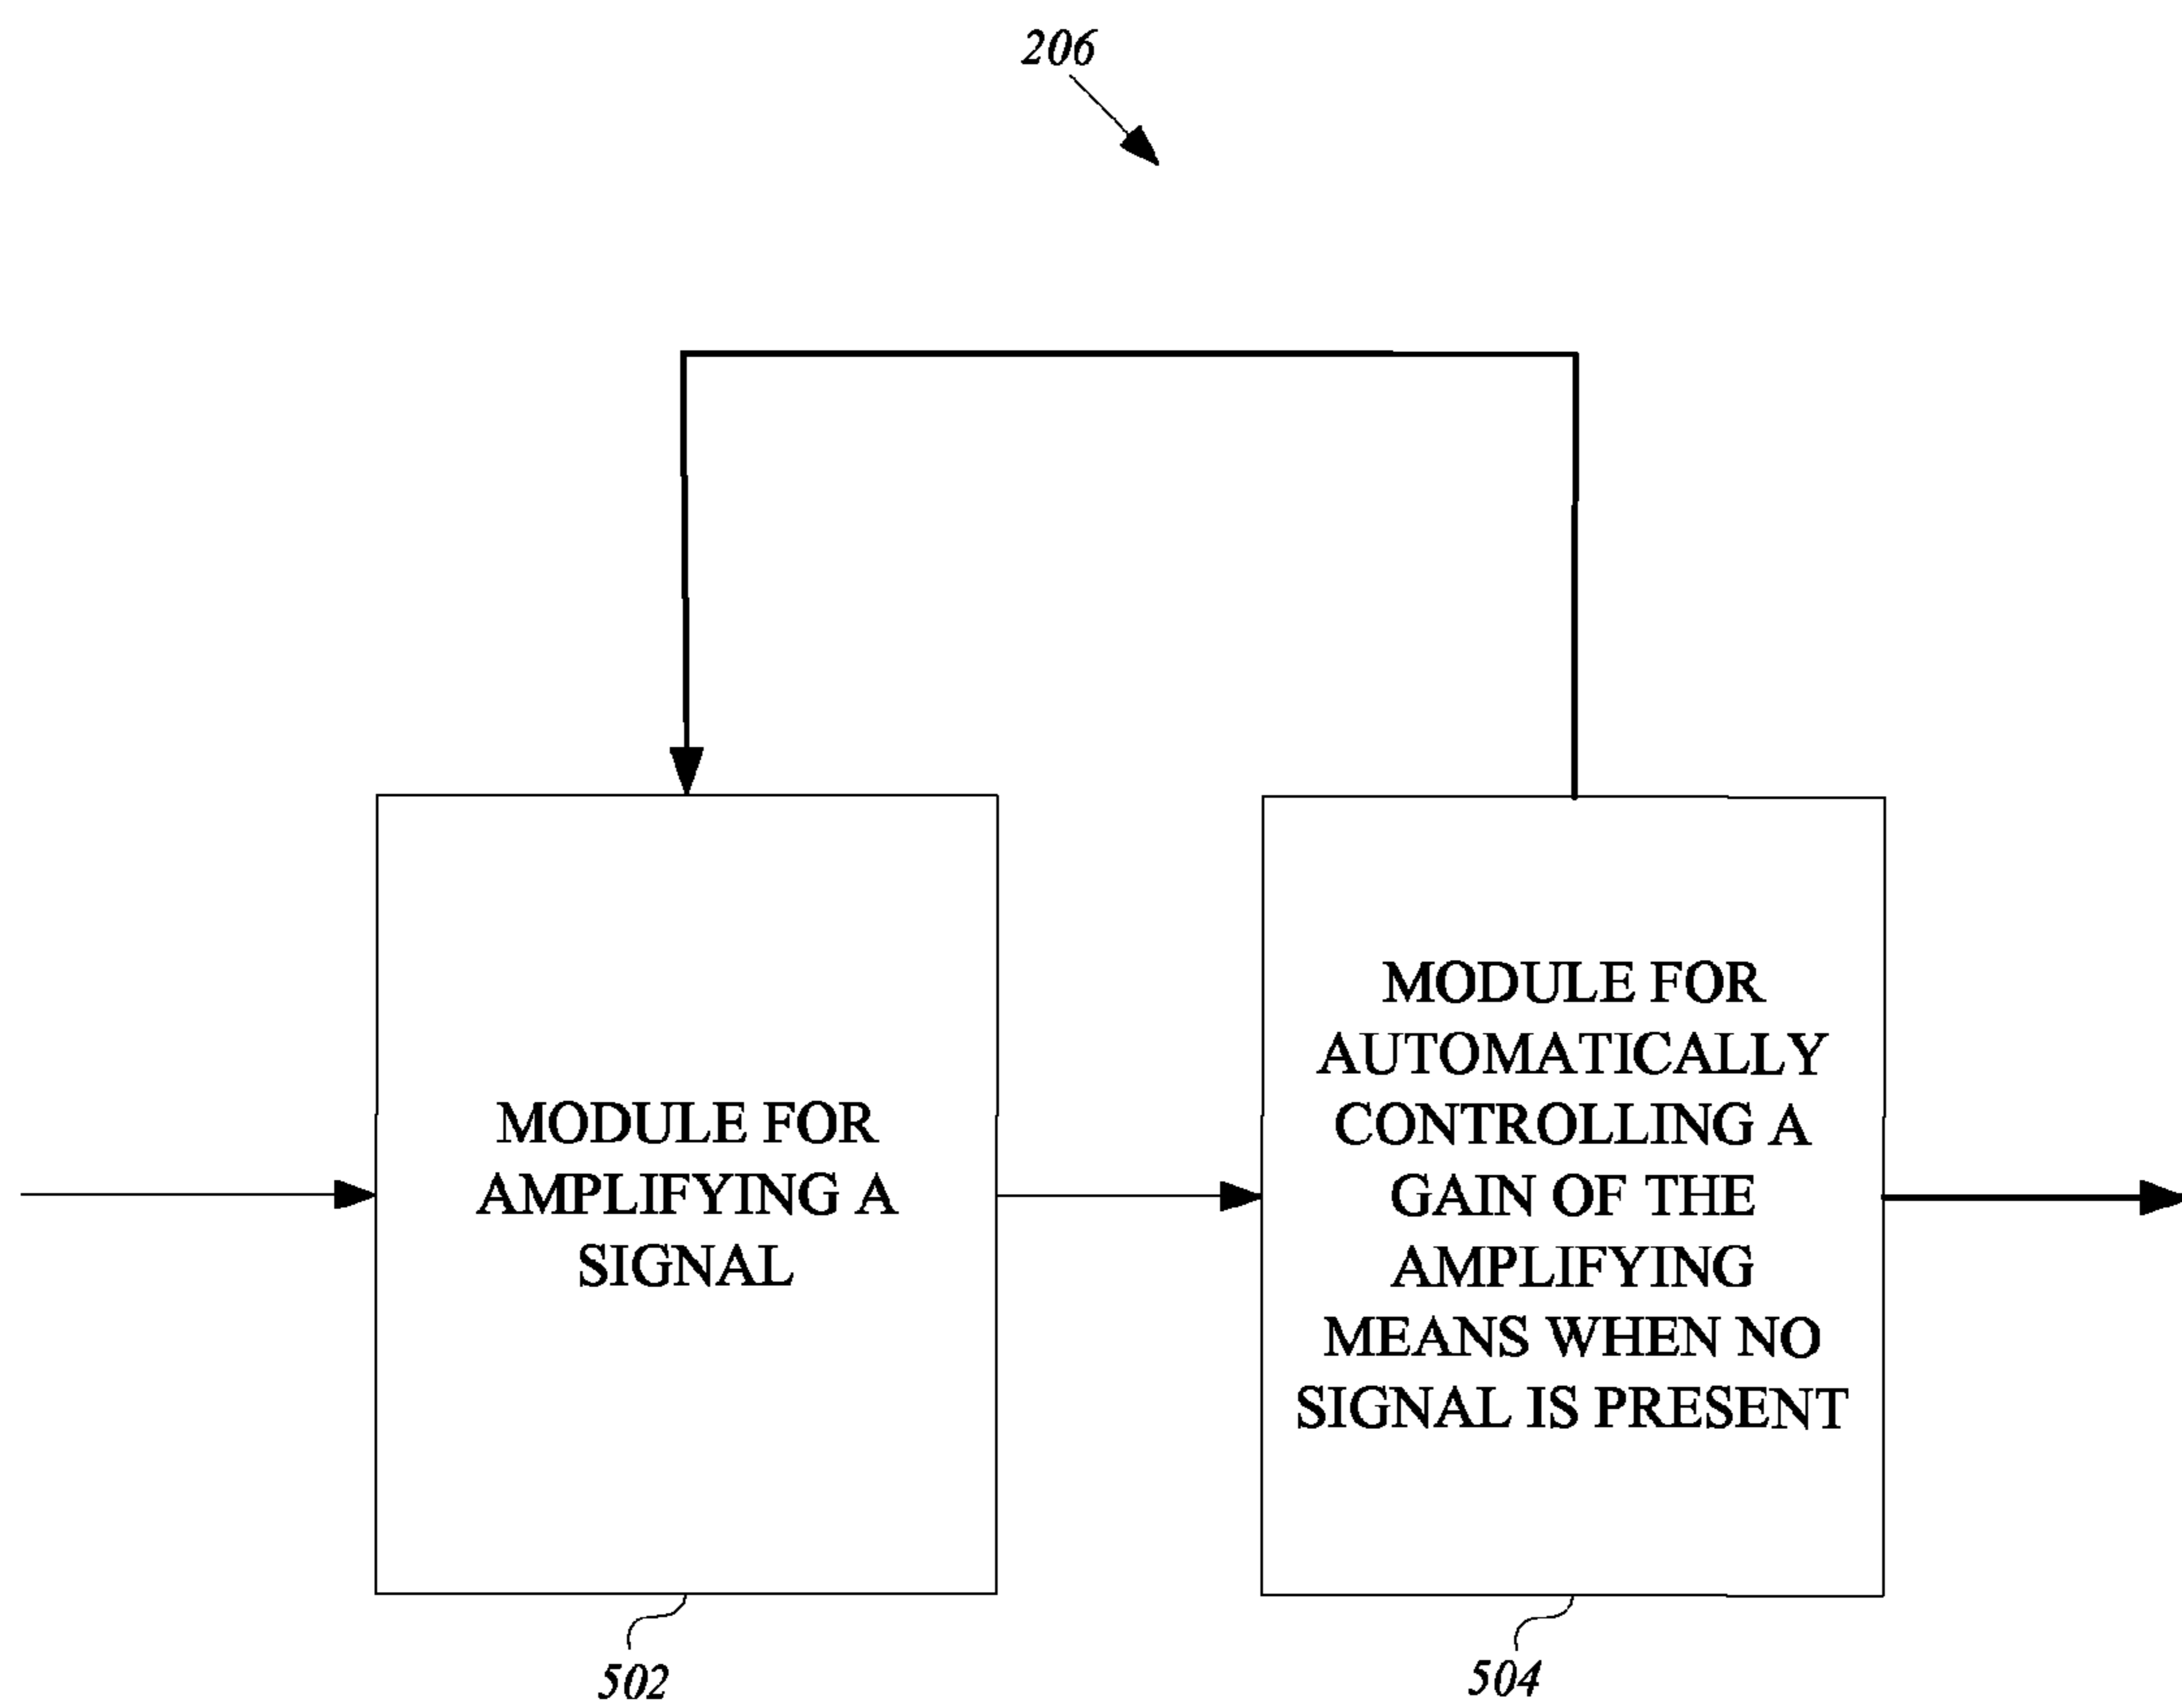 206
MODULE FOR
AMPLIFYING A
SIGNAL
MODULE FOR
AUTOMATICALLY
CONTROLLING A
GAIN OF THE
AMPLIFYING
MEANS WHEN NO
SIGNAL IS PRESENT
502
504